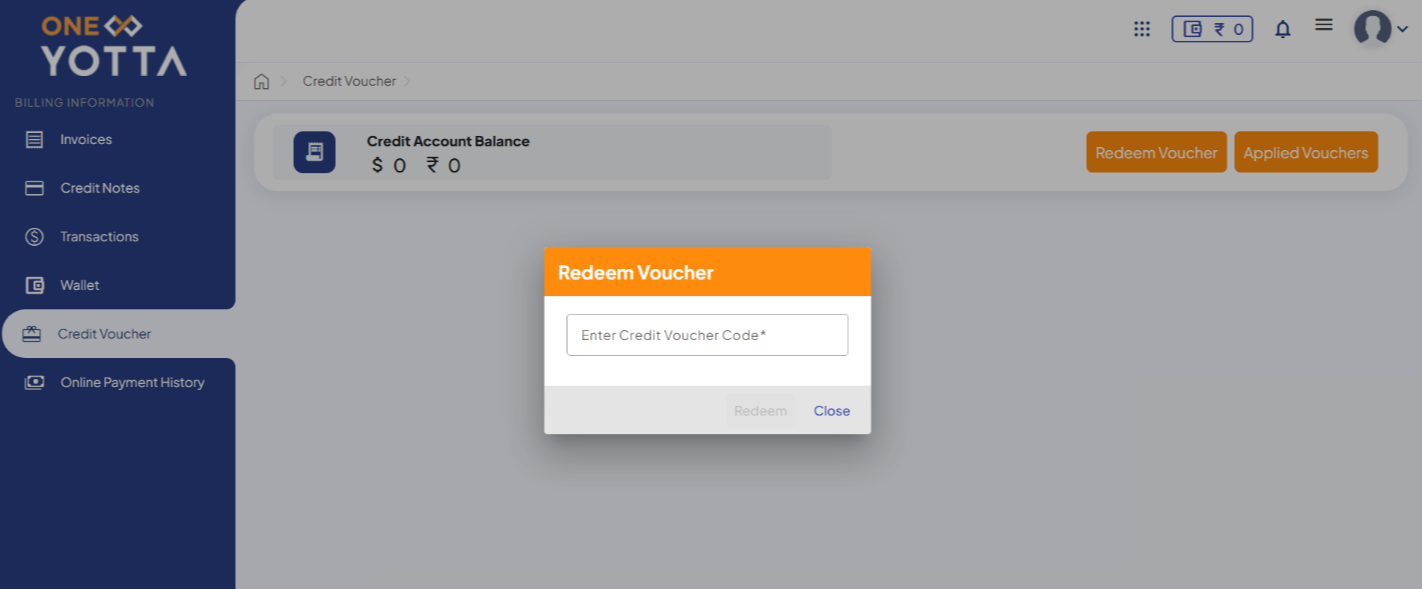 ONE
YOTTA
₹ 0
BILLING INFORMATION
Credit Voucher
Invoices
Credit Account Balance
$ 0 ₹ 0
Redeem Voucher
Applied Vouchers
Credit Notes
Transactions
Wallet
Credit Voucher
Online Payment History
Redeem Voucher
Enter Credit Voucher Code*
Redeem
Close